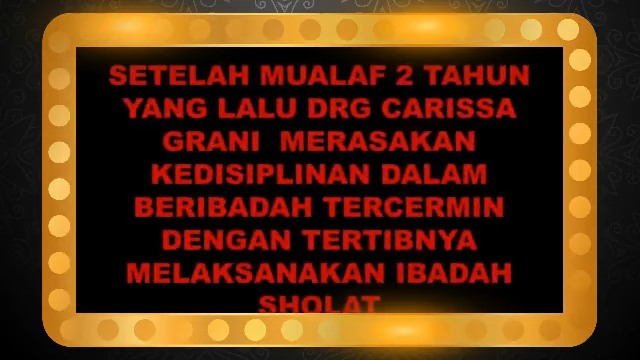 SETELAH MUALAF 2 TAHUN
YANG LALU DRG CARISSA
GRANI MERASAKAN
KEDISIPLINAN DALAM
BERIBADAH TERCERMIN
DENGAN TERTIBNYA
MELAKSANAKAN IBADAH
SHOLAT